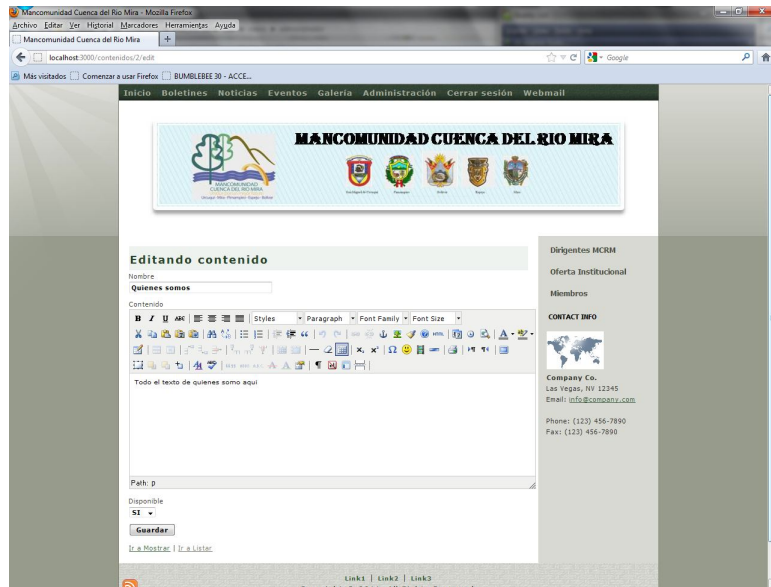 Mancomunidad Cuenca del Rio Mira - Mozilla Firefox
Archivo Editar Ver Historial Marcadores Herramientas Ayuda
Mancomunidad Cuenca del Rio Mira +
localhost:3000/contenidos/2/edit Google
Más visitados Comenzar a usar Firefox BUMBLEBEE 30 - ACCE...
Inicio Boletines Noticias Eventos Galería Administración Cerrar sesión Webmail
MANCOMUNIDAD CUENCA DEL RIO MIRA
MANCOMUNIDAD
CUENCA DEL RIO MIRA
Editando contenido
Nombre
Quienes somos
Contenido
B I U ABC Styles Paragraph Font Family Font Size
HTML
Todo el texto de quienes somo aqui
Path: p
Disponible
SI
Guardar
Ir a Mostrar | Ir a Listar
Dirigentes MCRM
Oferta Institucional
Miembros
CONTACT INFO
Company Co.
Las Vegas, NV 12345
Email: info@company.com
Phone: (123) 456-7890
Fax: (123) 456-7890
Link1 | Link2 | Link3